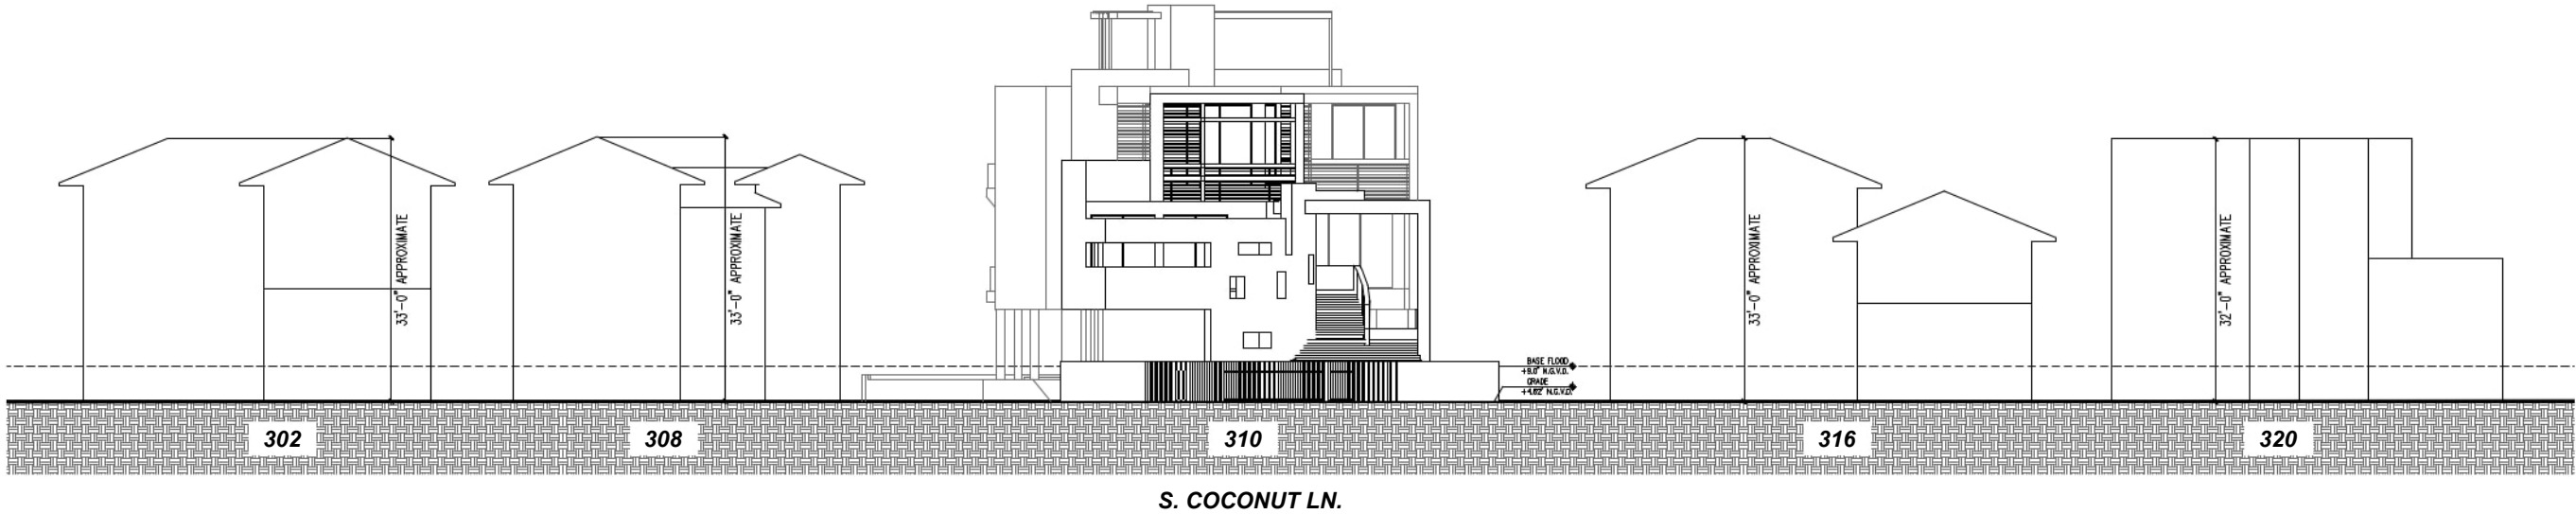 33'-0" APPROXIMATE
33'-0" APPROXIMATE
BASE FLOOD
+9.0' N.G.V.D.
GRADE
N.G.V.D.
33'-0" APPROXIMATE
32'-0" APPROXIMATE
302
308
310
316
320
S. COCONUT LN.